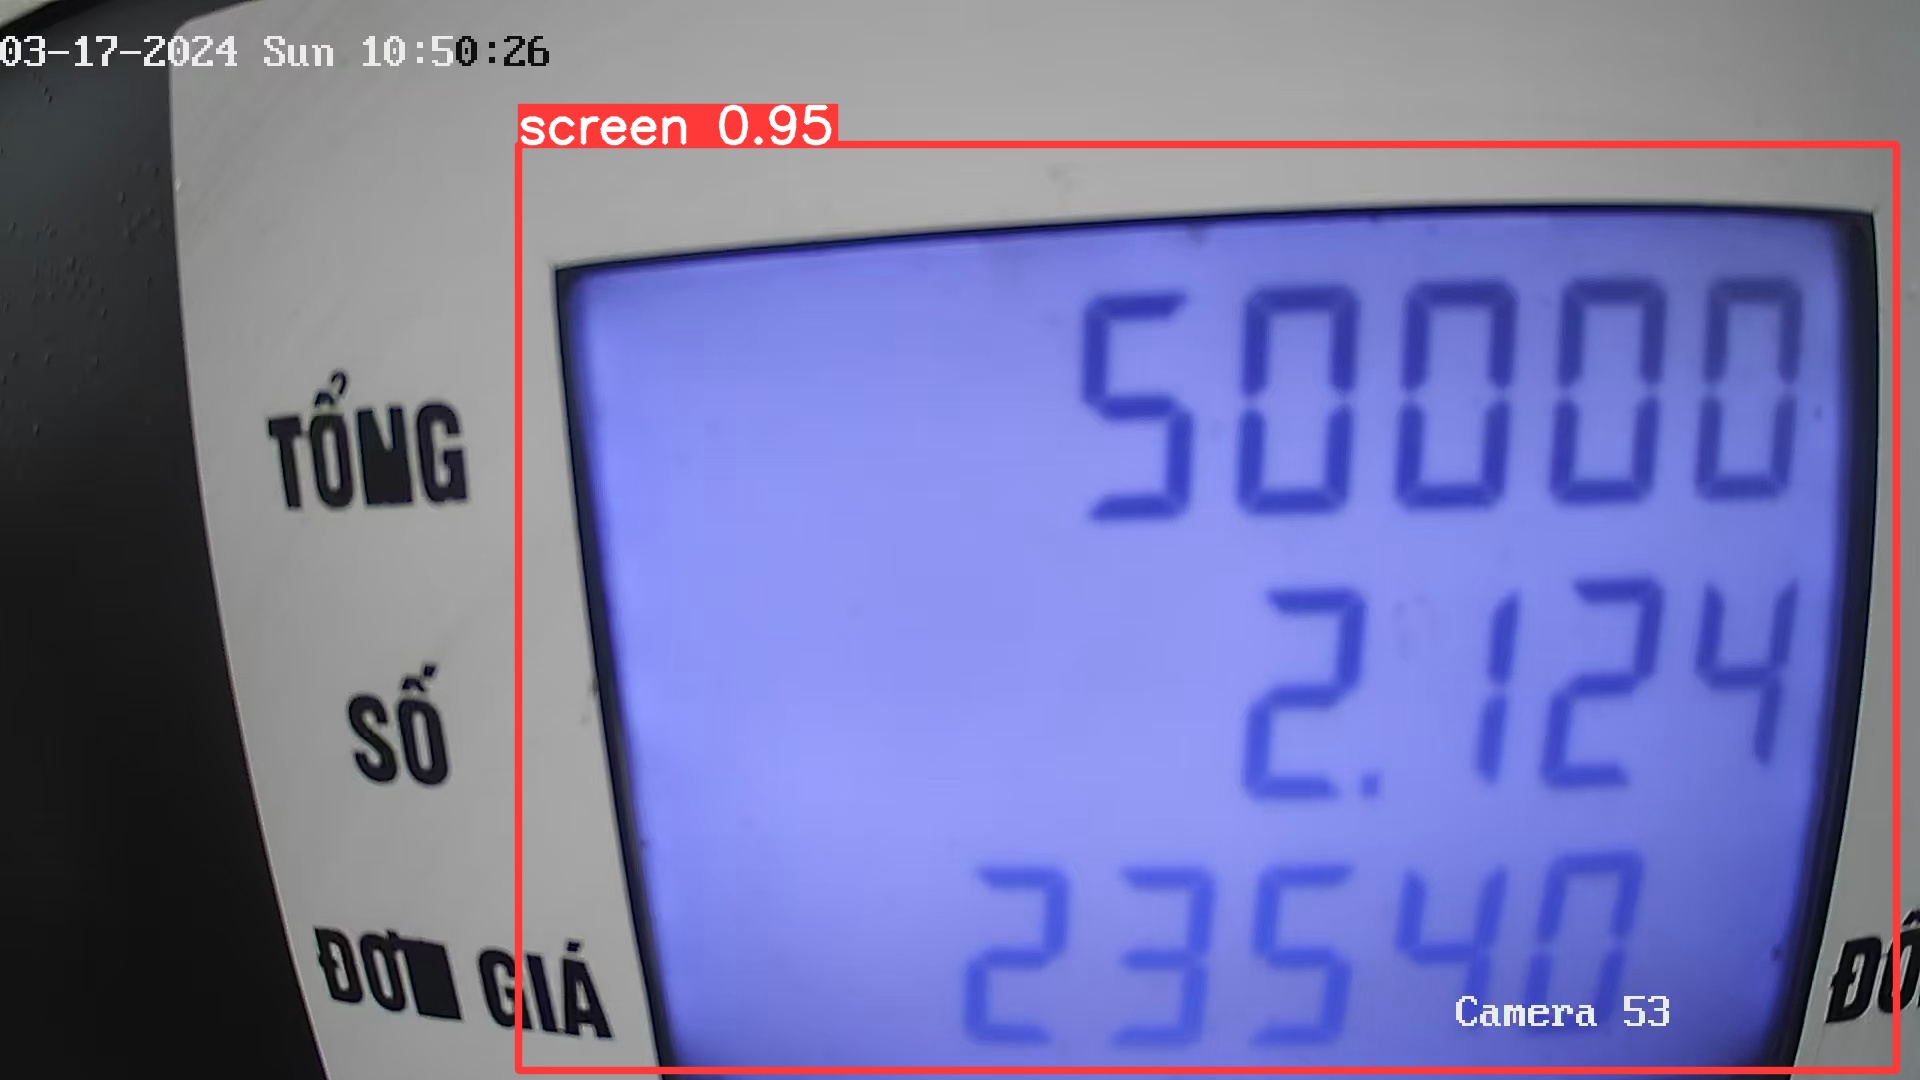 03-17-2024 Sun 10:50:26
screen 0.95
TỔNG 50000
SỐ 2.124
ĐƠN GIÁ 23540
Camera 53